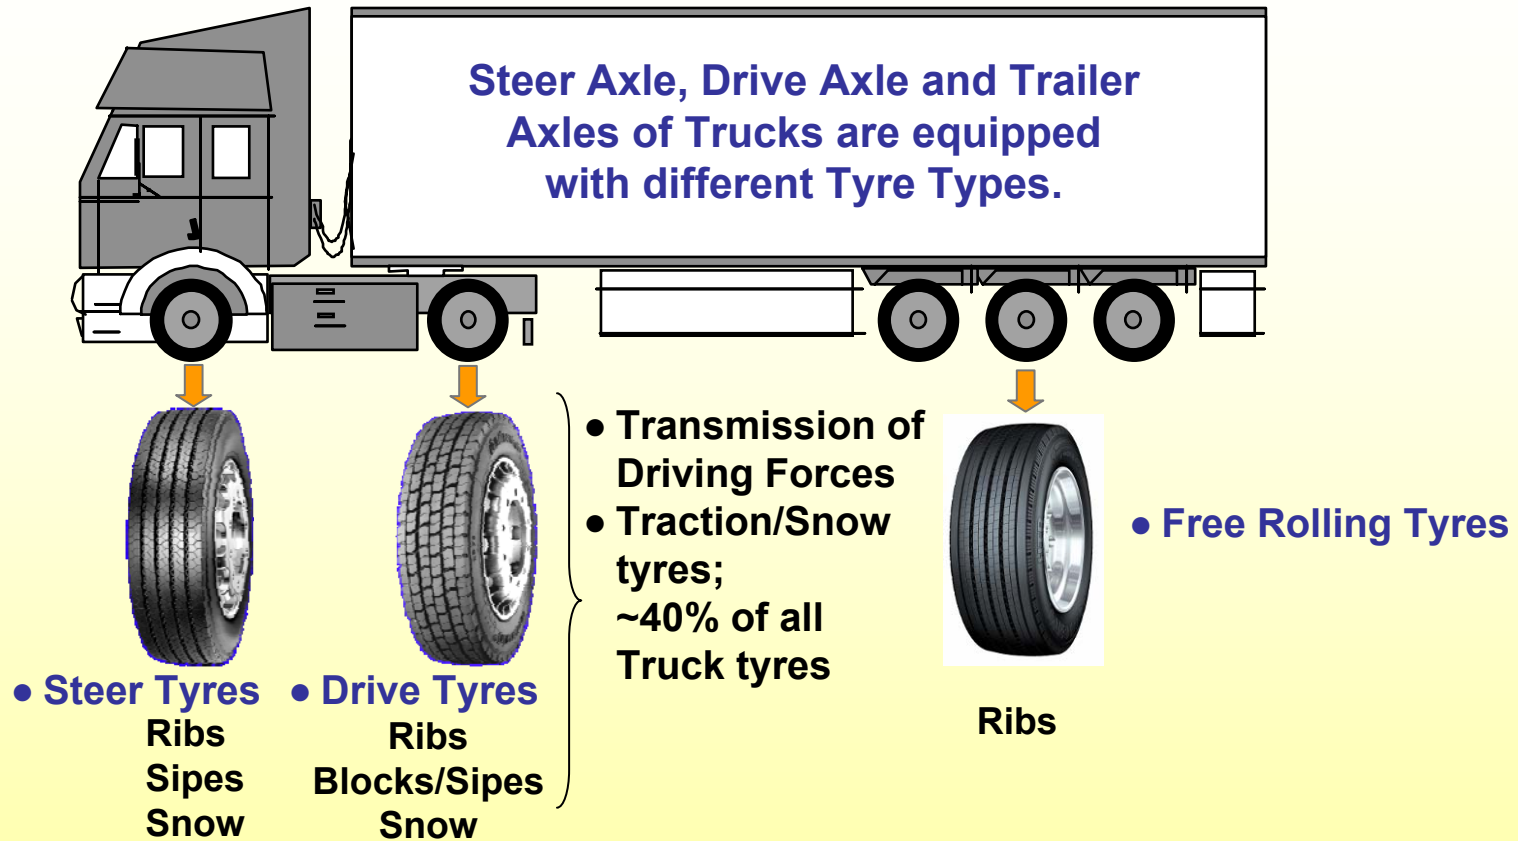 Steer Axle, Drive Axle and Trailer
Axles of Trucks are equipped
with different Tyre Types.
● Steer Tyres
Ribs
Sipes
Snow
● Drive Tyres
Ribs
Blocks/Sipes
Snow
● Transmission of
Driving Forces
● Traction/Snow
tyres;
~40% of all
Truck tyres
Ribs
● Free Rolling Tyres